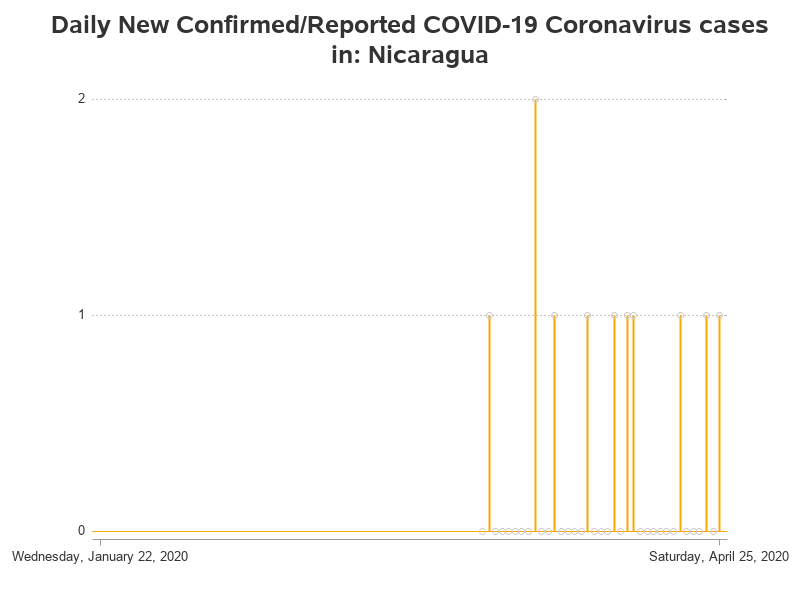 Daily New Confirmed/Reported COVID-19 Coronavirus cases
in: Nicaragua
2
1
0
Wednesday, January 22, 2020
Saturday, April 25, 2020